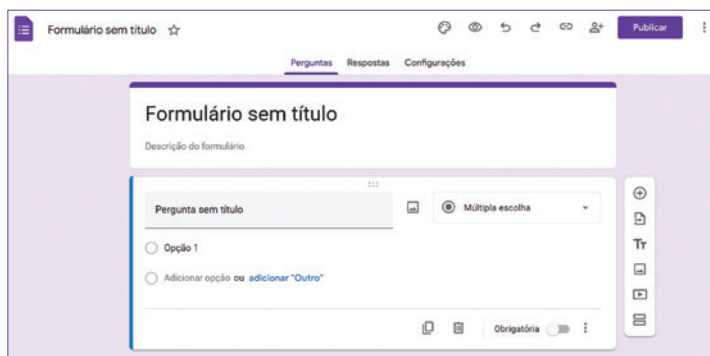 Formulário sem título
Publicar
Perguntas Respostas Configurações
Formulário sem título
Descrição do formulário
Pergunta sem título
Múltipla escolha
Opção 1
Adicionar opção ou adicionar "Outro"
Tт
Obrigatória